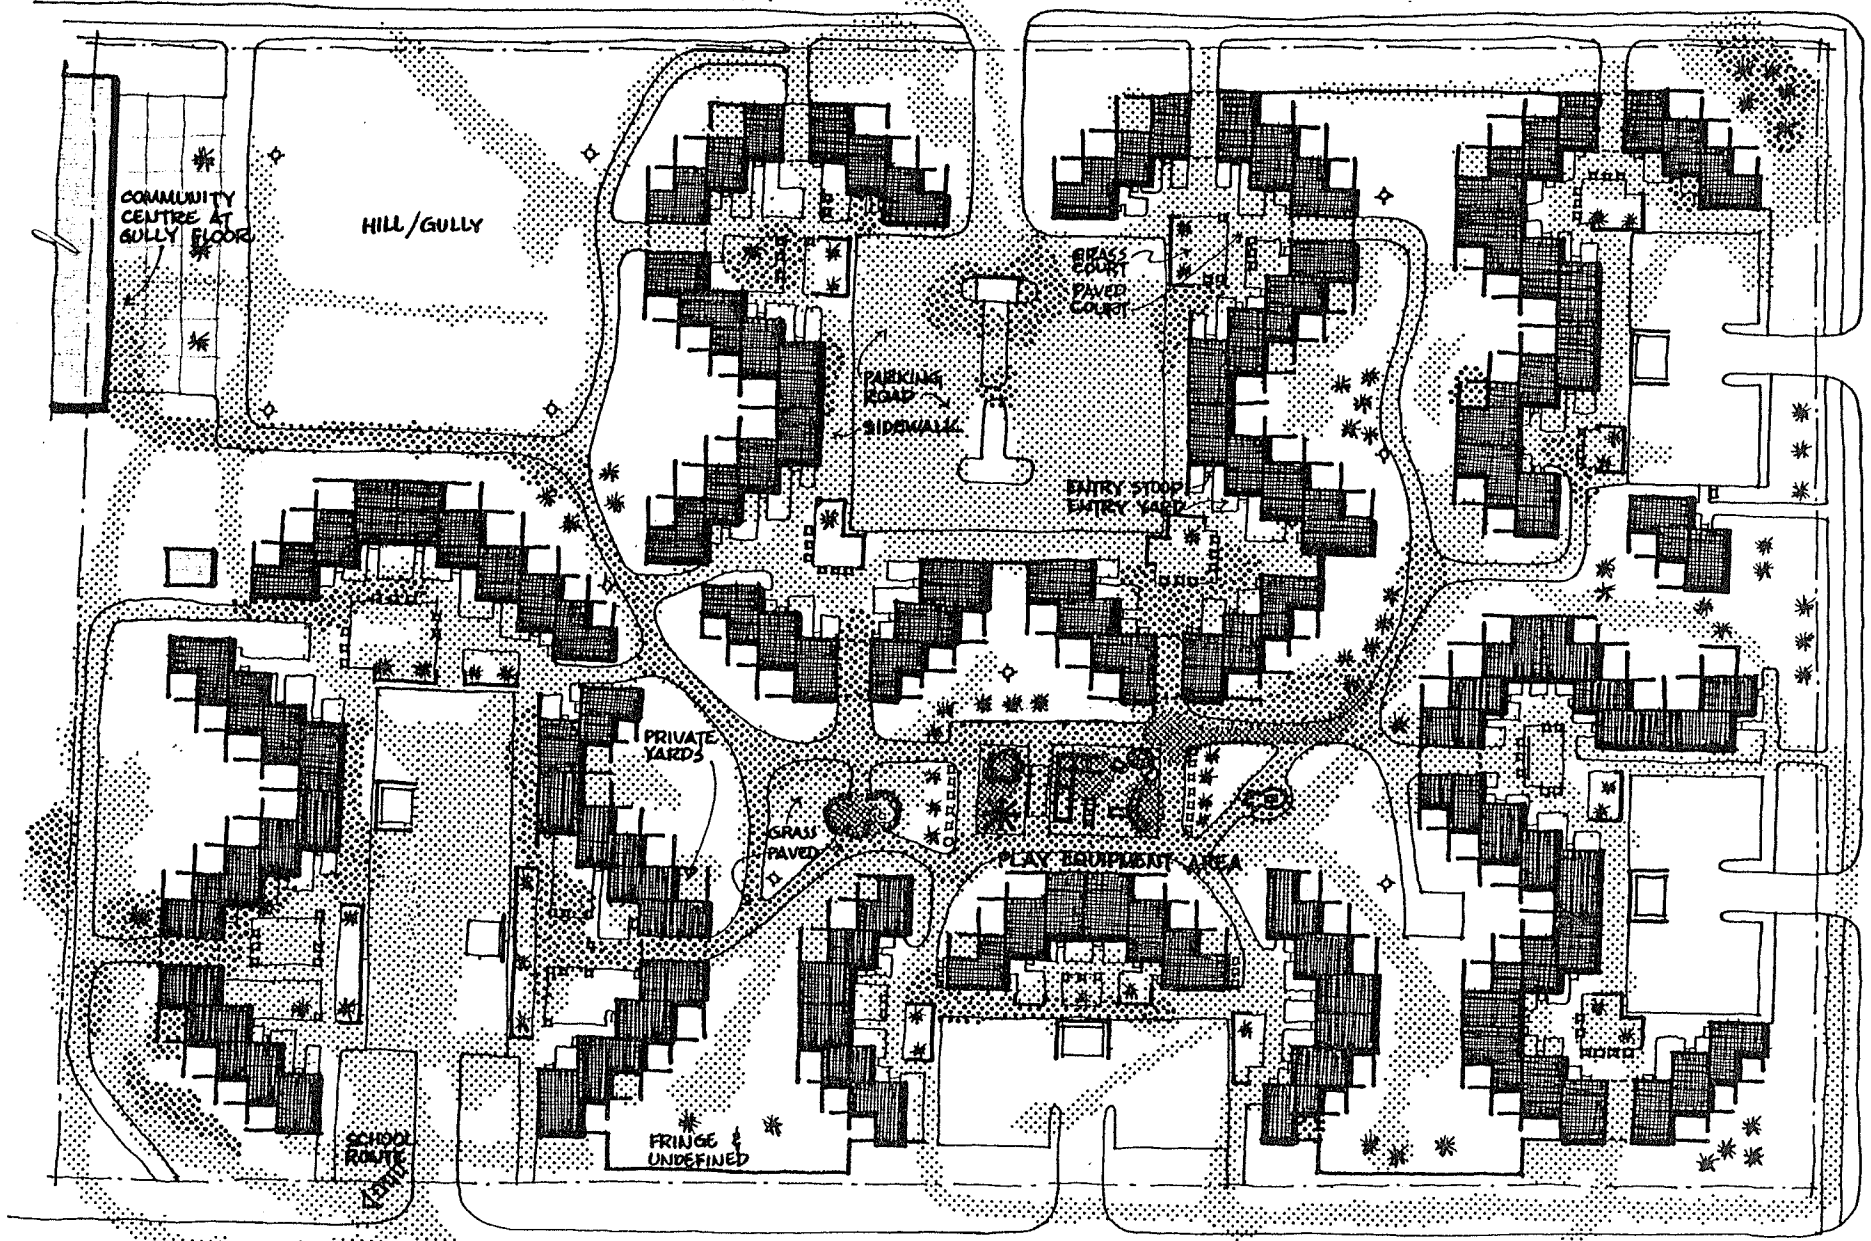 COMMUNITY
CENTRE AT
GULLY FLOOR
HILL/GULLY
GRASS
COURT
PAVED
COURT
PARKING
ROAD
SIDEWALK
ENTRY STOOP
ENTRY YARD
PRIVATE
YARDS
GRASS
PAVED
PLAY EQUIPMENT AREA
SCHOOL
ROUTE
FRINGE &
UNDEFINED